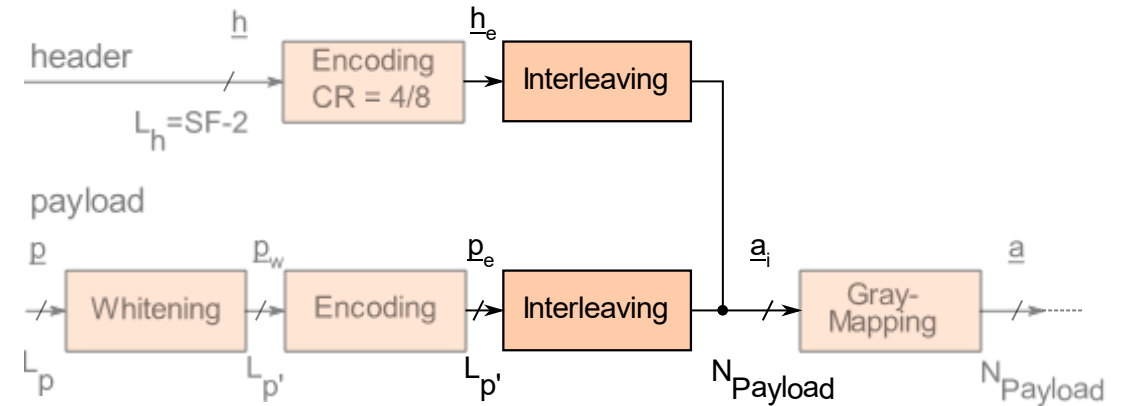 h
h_e
header
Encoding
CR = 4/8
Interleaving
L_h=SF-2
payload
p
p_w
p_e
a_i
a
Whitening
Encoding
Interleaving
Gray-
Mapping
L_p
L_p'
L_p'
N_Payload
N_Payload